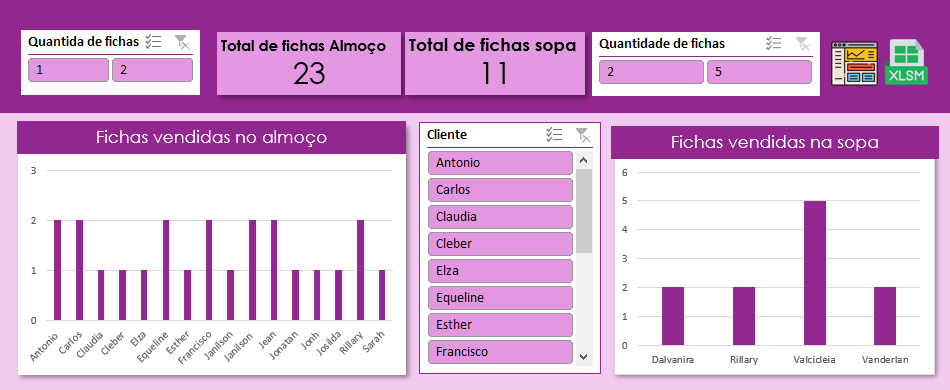 Quantida de fichas
1
2
Total de fichas Almoço
23
Total de fichas sopa
11
Quantidade de fichas
2
5
XLSM
Fichas vendidas no almoço
3
2
1
0
Antonio
Carlos
Claudia
Cleber
Elza
Equeline
Esther
Francisco
Janilson
Janilson
Jean
Jonatan
Jonh
Josilda
Rillary
Sarah
Cliente
Antonio
Carlos
Claudia
Cleber
Elza
Equeline
Esther
Francisco
Fichas vendidas na sopa
6
5
4
3
2
1
0
Dalvanira
Rillary
Valcicleia
Vanderlan